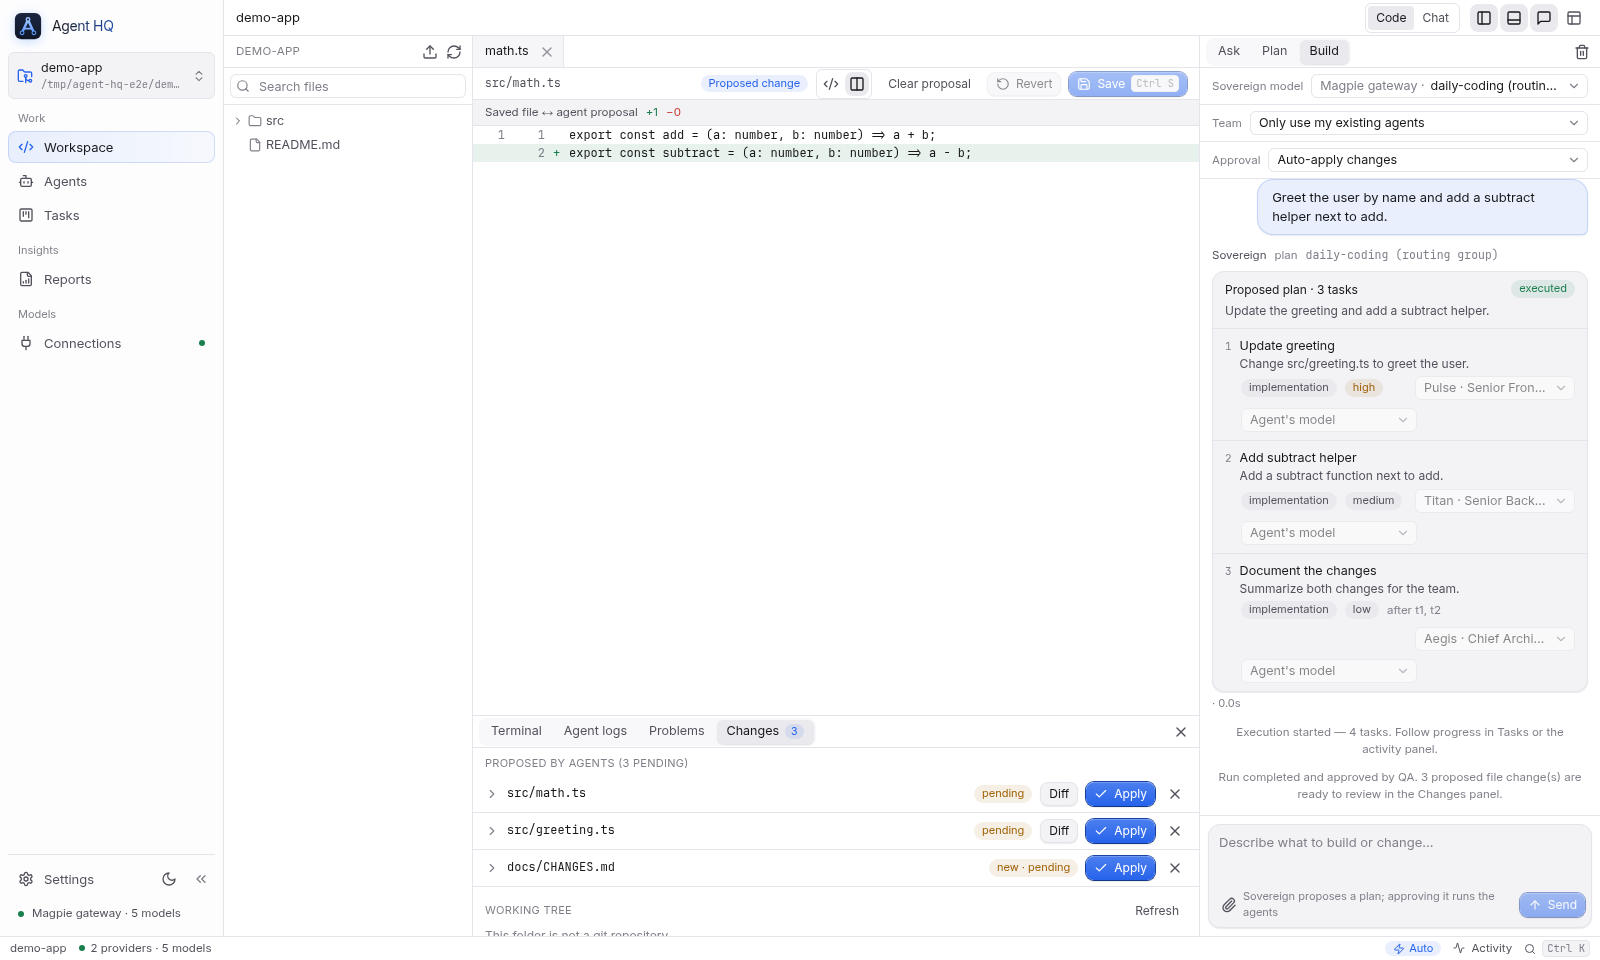 Agent HQ
demo-app
/tmp/agent-hq-e2e/dem…
Work
Workspace
Agents
Tasks
Insights
Reports
Models
Connections
Settings
Magpie gateway · 5 models
demo-app
Code
Chat
DEMO-APP
Search files
src
README.md
math.ts
src/math.ts
Proposed change
Clear proposal
Revert
Save
Ctrl S
Saved file ↔ agent proposal +1 −0
1 1 export const add = (a: number, b: number) => a + b;
2 + export const subtract = (a: number, b: number) => a - b;
Terminal
Agent logs
Problems
Changes 3
PROPOSED BY AGENTS (3 PENDING)
src/math.ts pending Diff Apply
src/greeting.ts pending Diff Apply
docs/CHANGES.md new · pending Apply
WORKING TREE
Refresh
This folder is not a git repository
Ask
Plan
Build
Sovereign model
Magpie gateway · daily-coding (routin…
Team
Only use my existing agents
Approval
Auto-apply changes
Greet the user by name and add a subtract
helper next to add.
Sovereign plan daily-coding (routing group)
Proposed plan · 3 tasks
executed
Update the greeting and add a subtract helper.
1 Update greeting
Change src/greeting.ts to greet the user.
implementation high Pulse · Senior Fron…
Agent's model
2 Add subtract helper
Add a subtract function next to add.
implementation medium Titan · Senior Back…
Agent's model
3 Document the changes
Summarize both changes for the team.
implementation low after t1, t2
Aegis · Chief Archi…
Agent's model
· 0.0s
Execution started — 4 tasks. Follow progress in Tasks or the
activity panel.
Run completed and approved by QA. 3 proposed file change(s) are
ready to review in the Changes panel.
Describe what to build or change…
Sovereign proposes a plan; approving it runs the
agents
Send
demo-app
2 providers · 5 models
Auto
Activity
Ctrl K